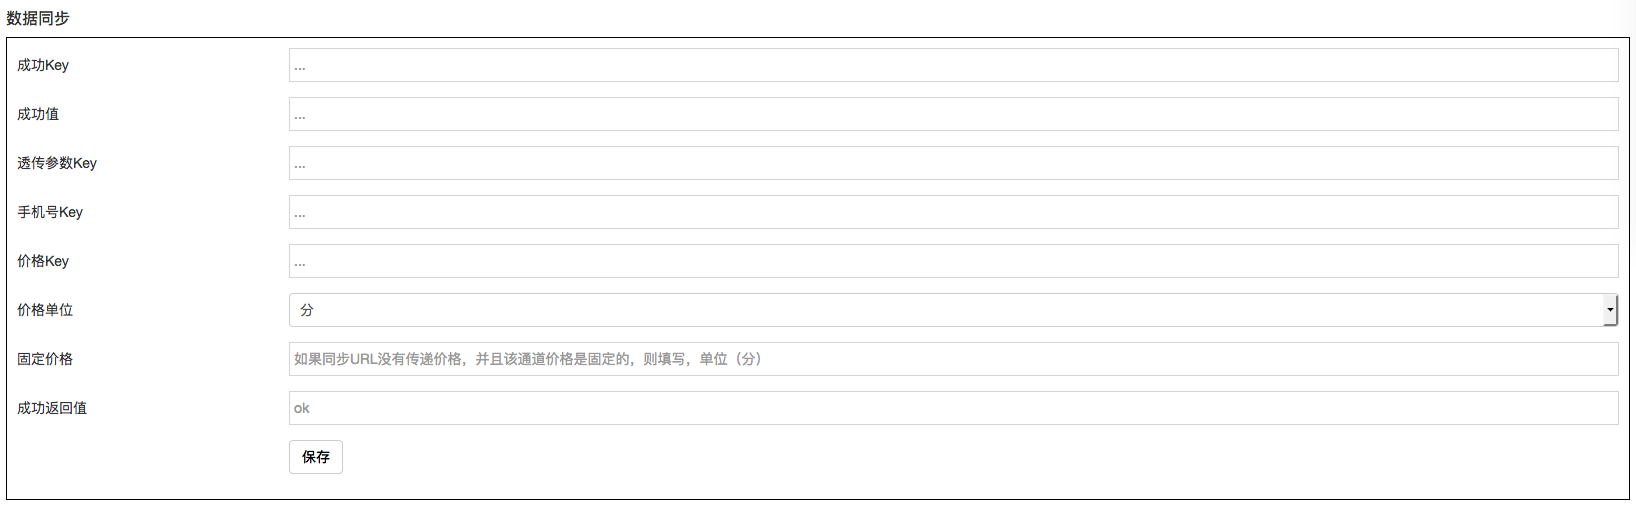 数据同步
成功Key
...
成功值
...
透传参数Key
...
手机号Key
...
价格Key
...
价格单位
分
固定价格
如果同步URL没有传递价格，并且该通道价格是固定的，则填写，单位（分）
成功返回值
ok
保存